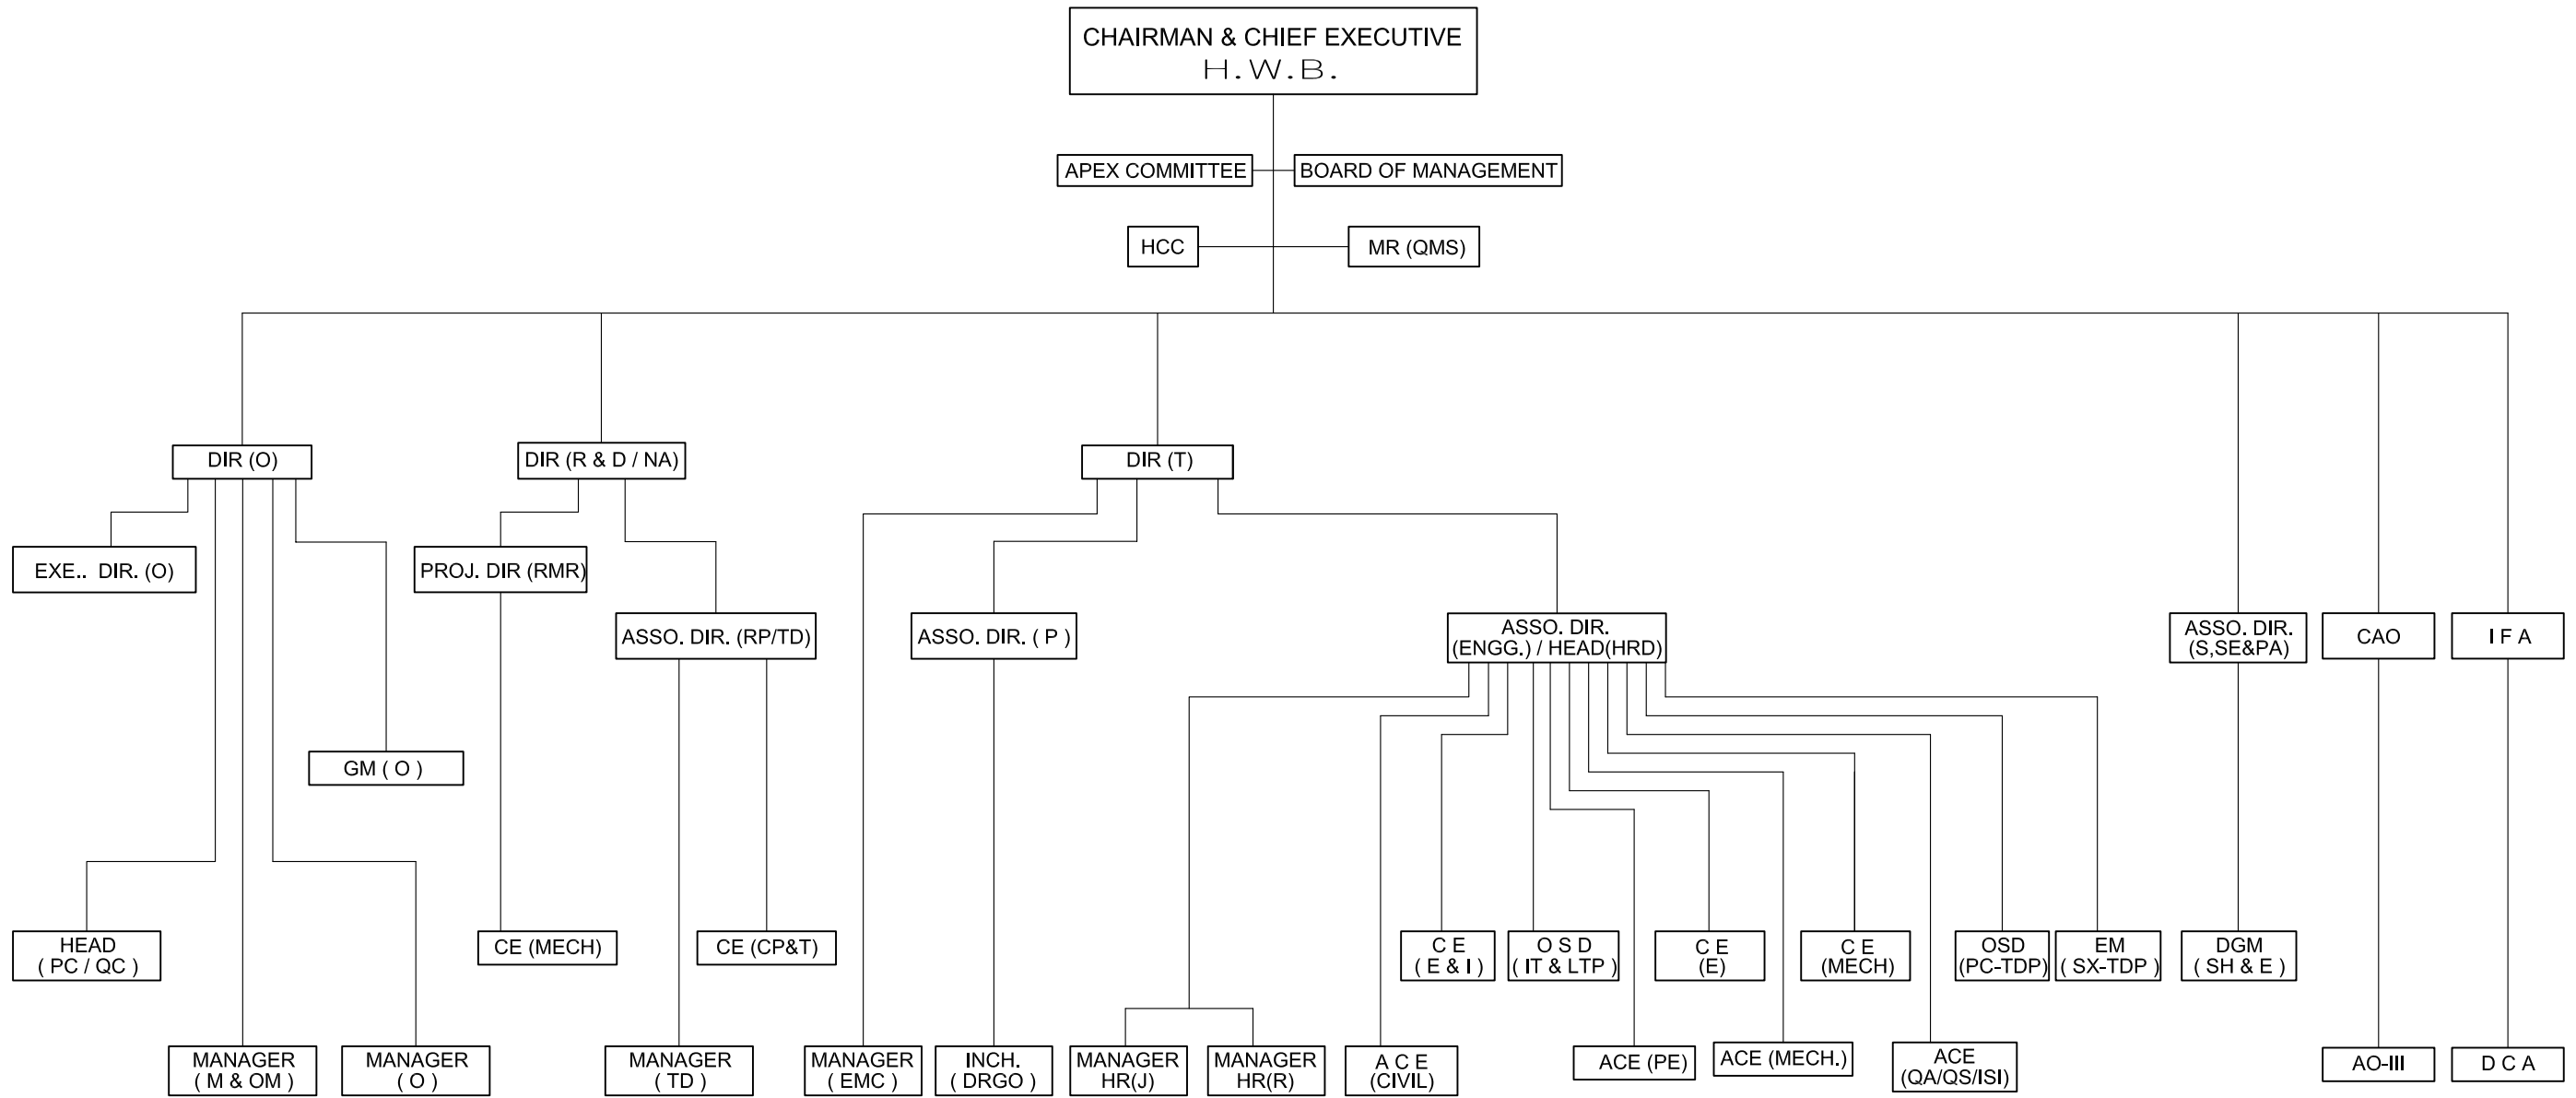 CHAIRMAN & CHIEF EXECUTIVE
H.W.B.
APEX COMMITTEE
BOARD OF MANAGEMENT
HCC
MR (QMS)
DIR (O)
DIR (R & D / NA)
DIR (T)
EXE.. DIR. (O)
PROJ. DIR (RMR)
ASSO. DIR. (RP/TD)
ASSO. DIR. ( P )
ASSO. DIR.
(ENGG.) / HEAD(HRD)
ASSO. DIR.
(S,SE&PA)
CAO
I F A
GM ( O )
HEAD
( PC / QC )
CE (MECH)
CE (CP&T)
C E
( E & I )
O S D
( IT & LTP )
C E
(E)
C E
(MECH)
OSD
(PC-TDP)
EM
( SX-TDP )
DGM
( SH & E )
MANAGER
( M & OM )
MANAGER
( O )
MANAGER
( TD )
MANAGER
( EMC )
INCH.
( DRGO )
MANAGER
HR(J)
MANAGER
HR(R)
A C E
(CIVIL)
ACE (PE)
ACE (MECH.)
ACE
(QA/QS/ISI)
AO-III
D C A